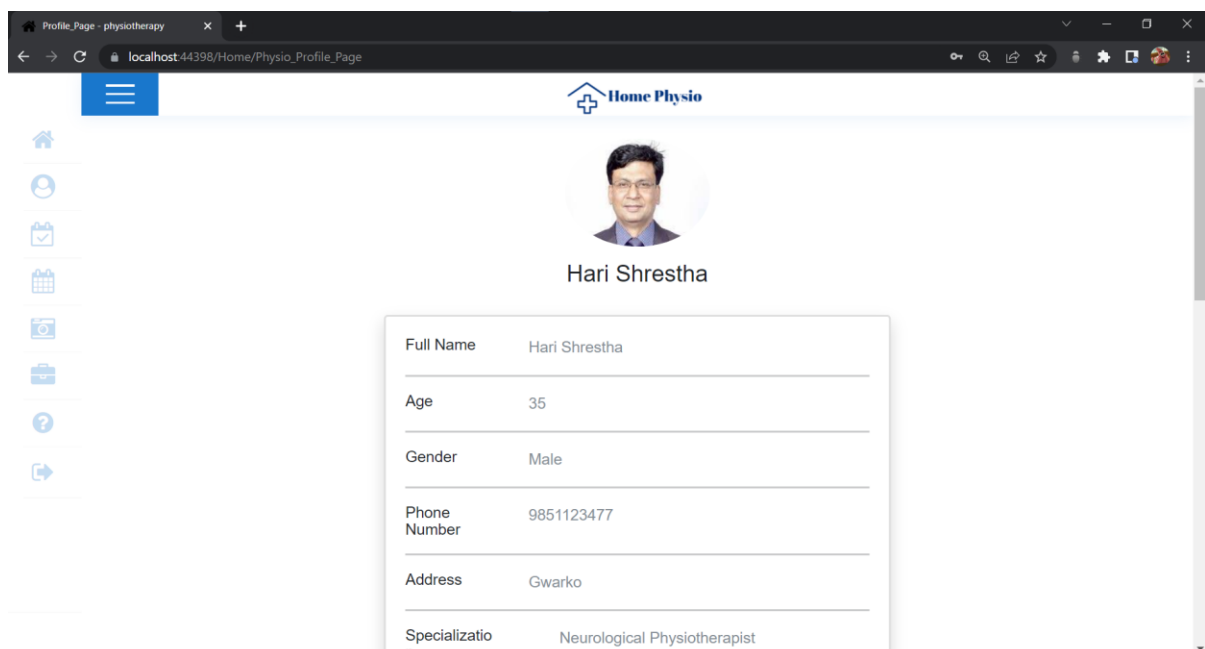 Profile_Page - physiotherapy
localhost:44398/Home/Physio_Profile_Page
Home Physio
Hari Shrestha
Full Name Hari Shrestha
Age 35
Gender Male
Phone
Number 9851123477
Address Gwarko
Specializatio Neurological Physiotherapist